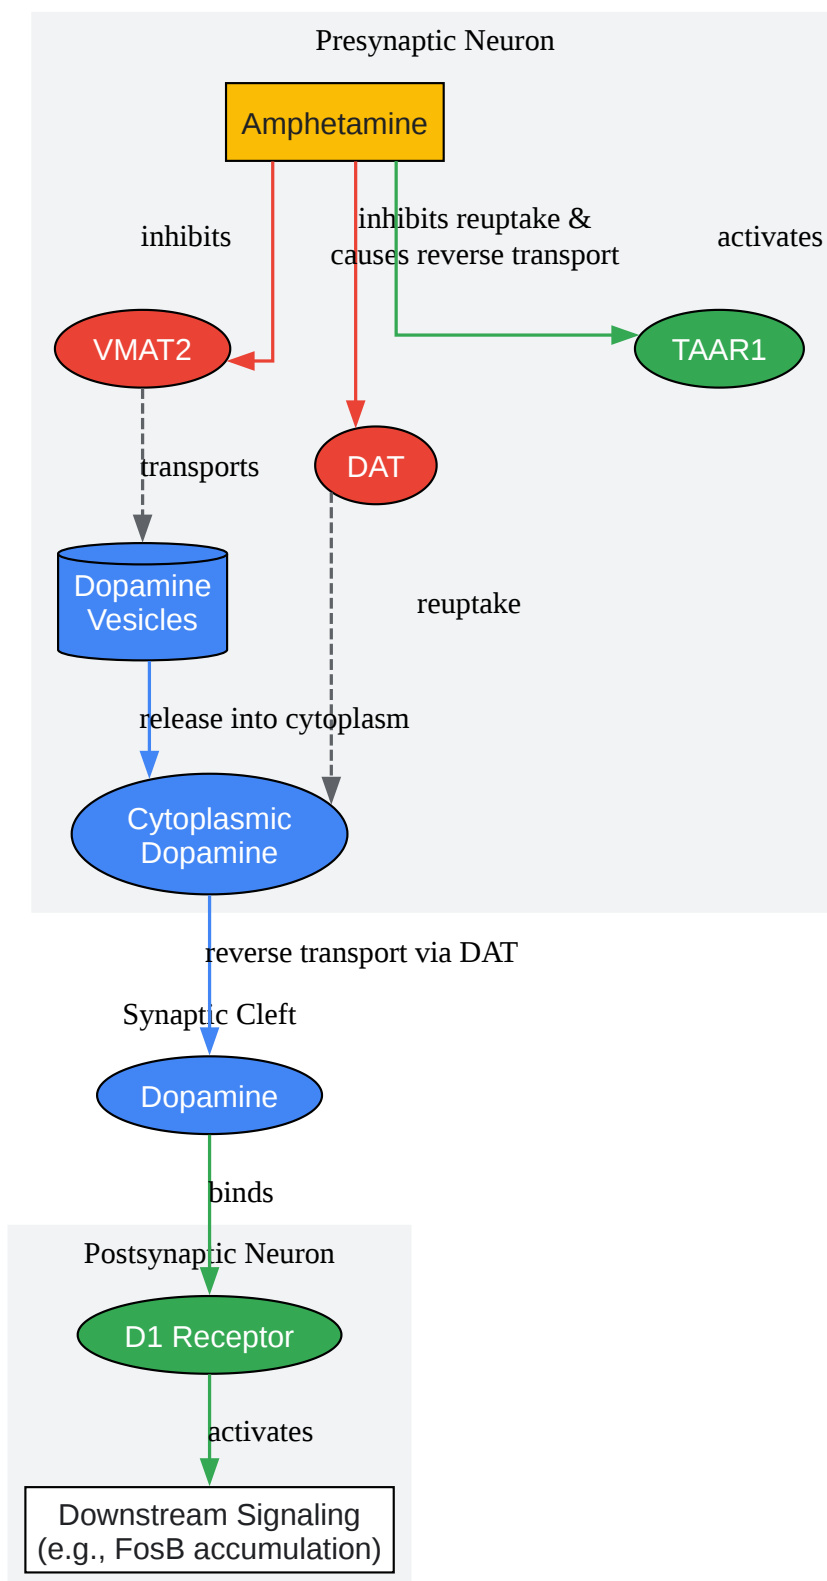 Presynaptic Neuron
Amphetamine
inhibits
inhibits reuptake &
causes reverse transport
activates
VMAT2
TAAR1
transports
DAT
Dopamine
Vesicles
reuptake
release into cytoplasm
Cytoplasmic
Dopamine
reverse transport via DAT
Synaptic Cleft
Dopamine
binds
Postsynaptic Neuron
D1 Receptor
activates
Downstream Signaling
(e.g., FosB accumulation)